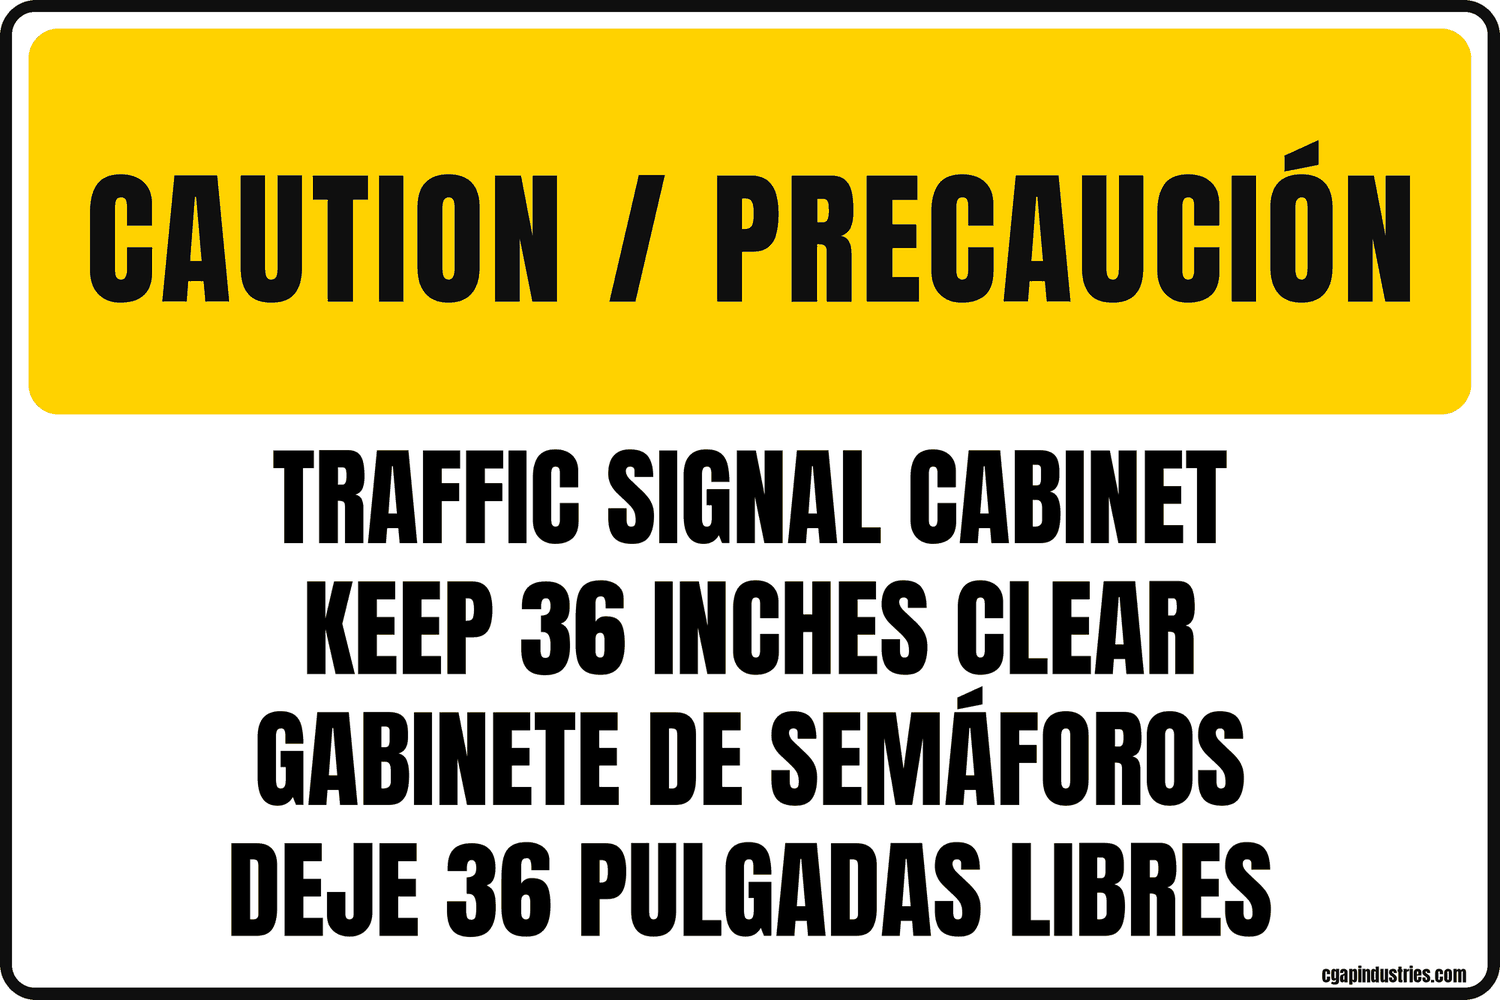 CAUTION / PRECAUCIÓN
TRAFFIC SIGNAL CABINET
KEEP 36 INCHES CLEAR
GABINETE DE SEMÁFOROS
DEJE 36 PULGADAS LIBRES
cgapindustries.com